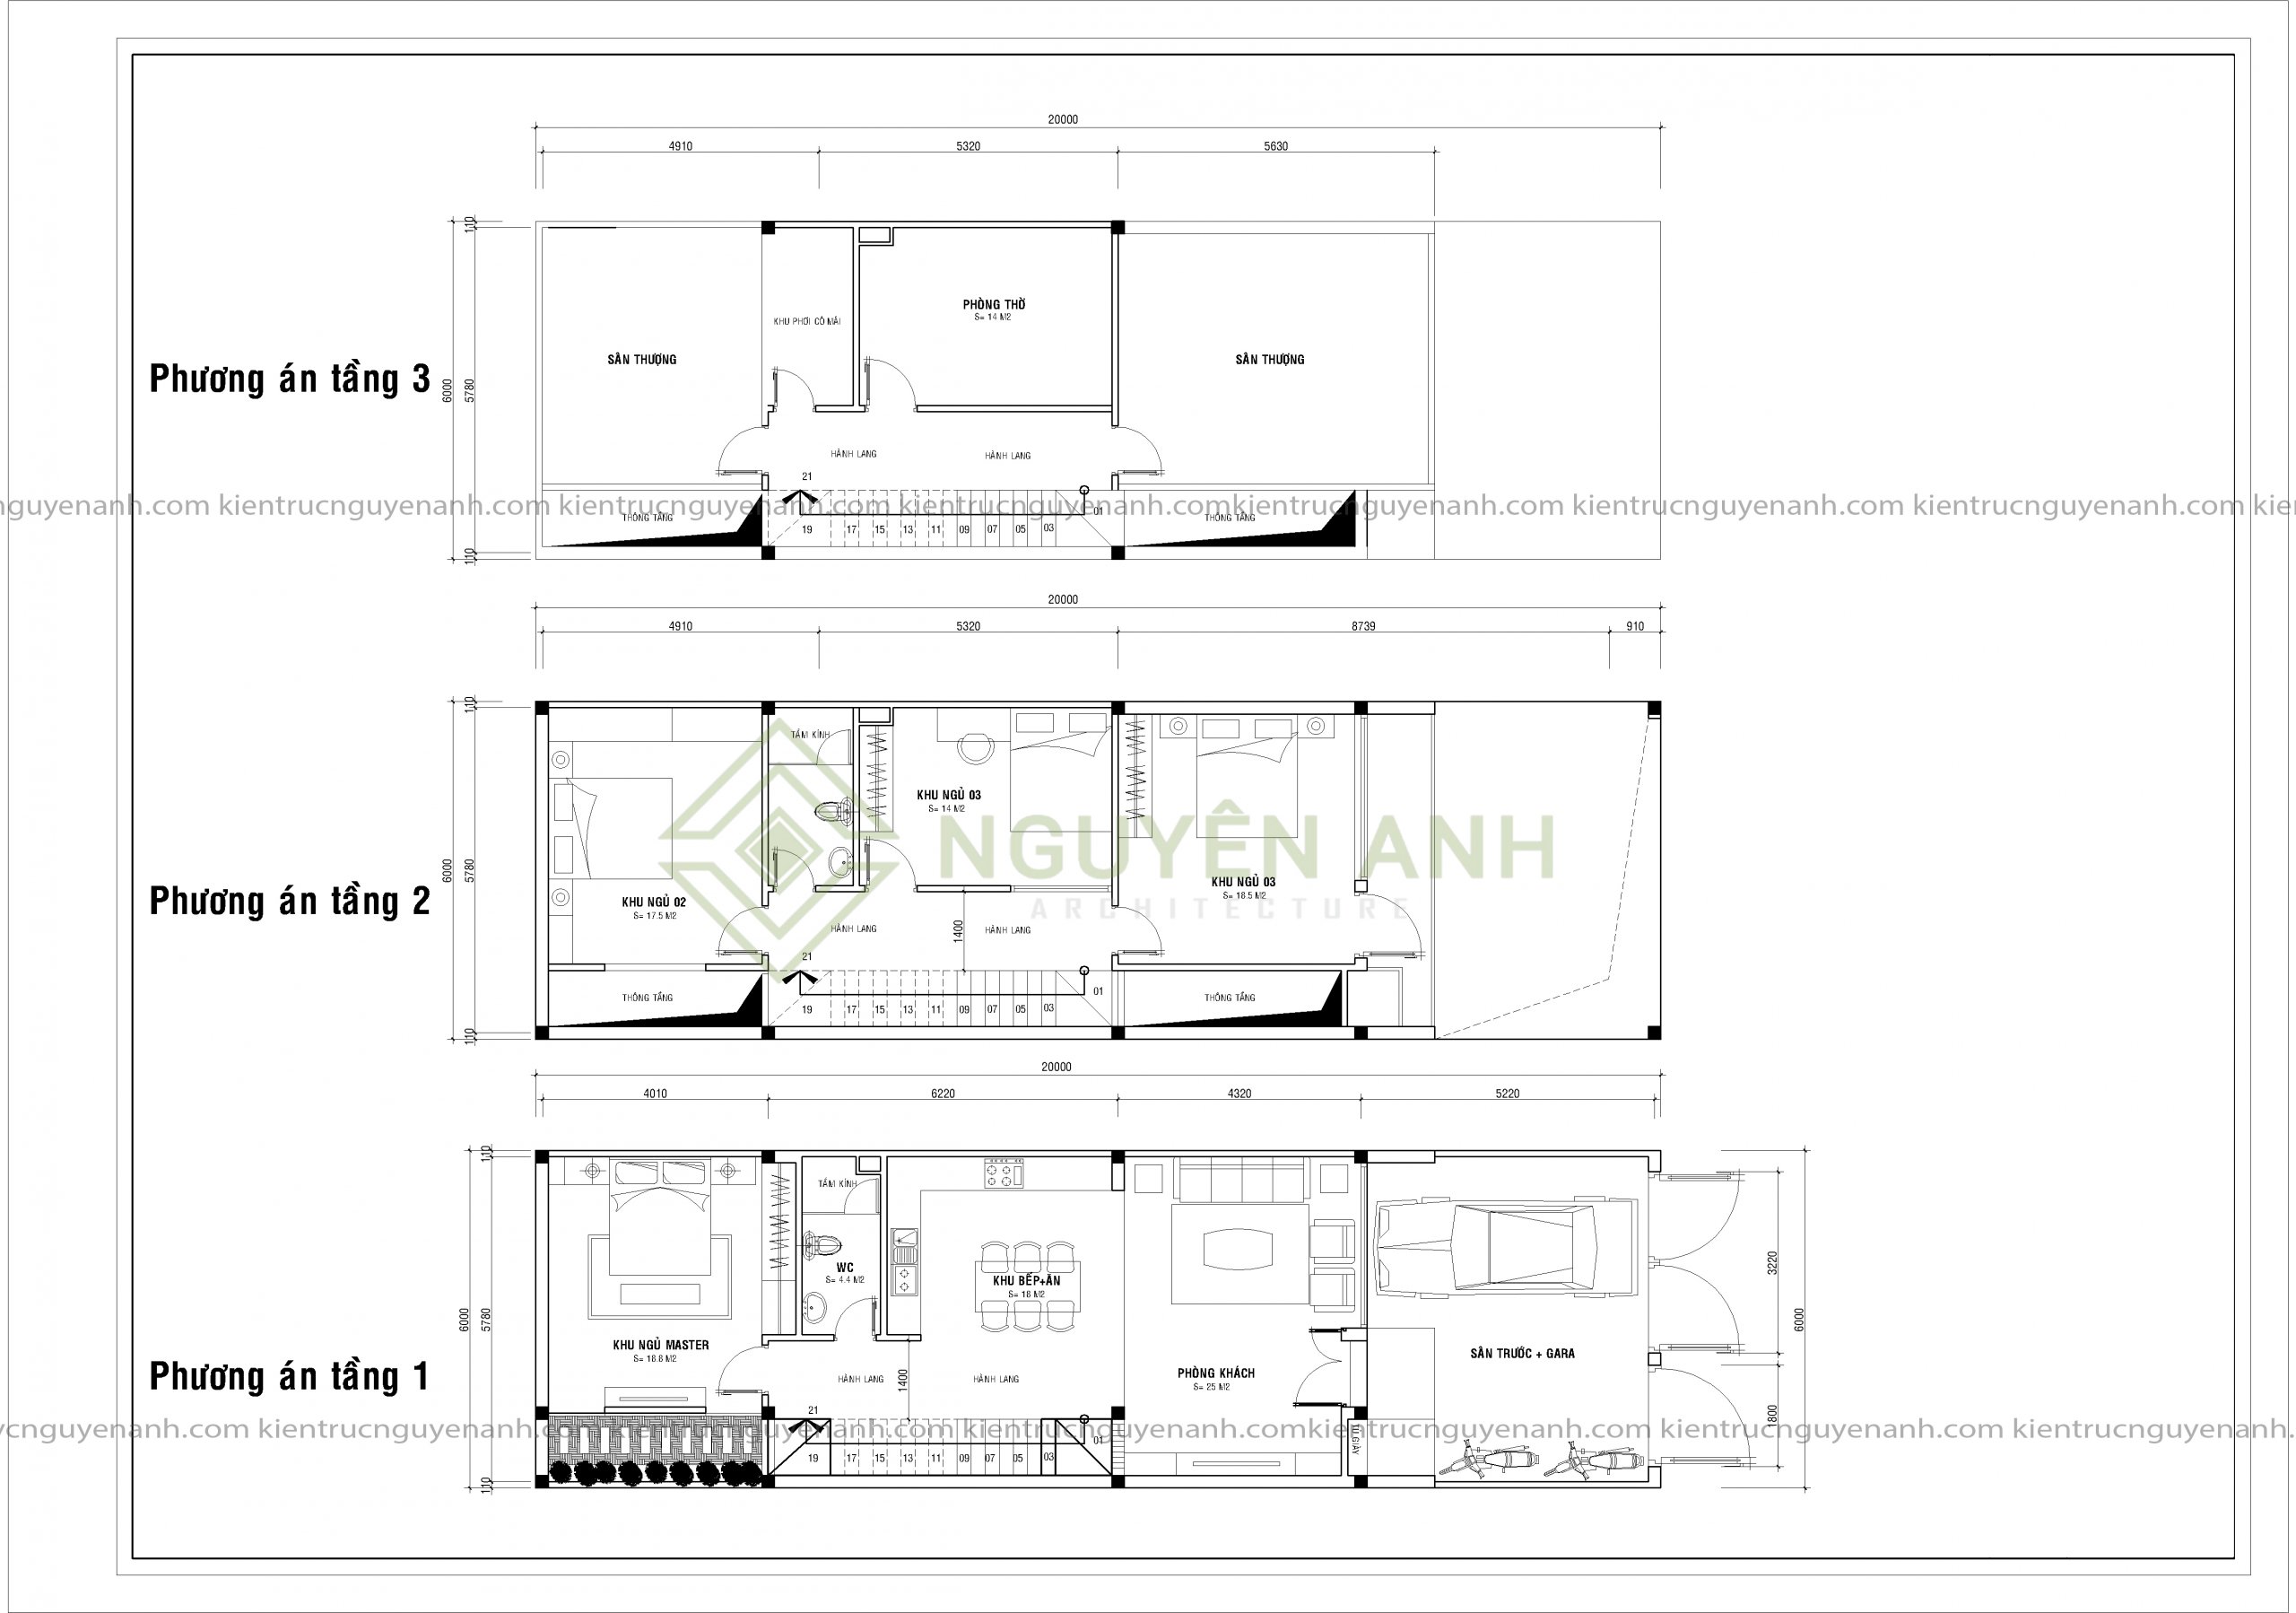 20000
4910 5320 5630
110
PHÒNG THỜ
S= 14 M2
KHU PHƠI CÓ MÁI
SÂN THƯỢNG
SÂN THƯỢNG
Phương án tầng 3
6000
5780
HÀNH LANG
HÀNH LANG
21
nguyenanh.com kientrucnguyenanh.com kientrucnguyenanh.com kientrucnguyenanh.comkientrucnguyenanh.com kientrucnguyenanh.com kientrucnguyenanh.com kien
THÔNG TẦNG
THÔNG TẦNG
01
19 17 15 13 11 09 07 05 03
110
20000
4910 5320 8739 910
110
TẤM KÍNH
KHU NGỦ 03
S= 14 M2
NGUYÊN ANH
ARCHITECTURE
6000
5780
KHU NGỦ 03
S= 18.5 M2
Phương án tầng 2
KHU NGỦ 02
S= 17.5 M2
HÀNH LANG
1400
HÀNH LANG
21
THÔNG TẦNG
THÔNG TẦNG
01
19 17 15 13 11 09 07 05 03
110
20000
4010 6220 4320 5220
110
TẤM KÍNH
WC
S= 4.4 M2
KHU BẾP+ĂN
S= 18 M2
3220
6000
5780
6000
KHU NGỦ MASTER
S= 18.8 M2
SÂN TRƯỚC + GARA
Phương án tầng 1
PHÒNG KHÁCH
S= 25 M2
HÀNH LANG
1400
HÀNH LANG
21
1800
ucnguyenanh.com kientrucnguyenanh.com kientrucnguyenanh.com kientrucnguyenanh.comkientrucnguyenanh.com kientrucnguyenanh.com kientrucnguyenanh.
TỦ GIÀY
01
19 17 15 13 11 09 07 05 03
110